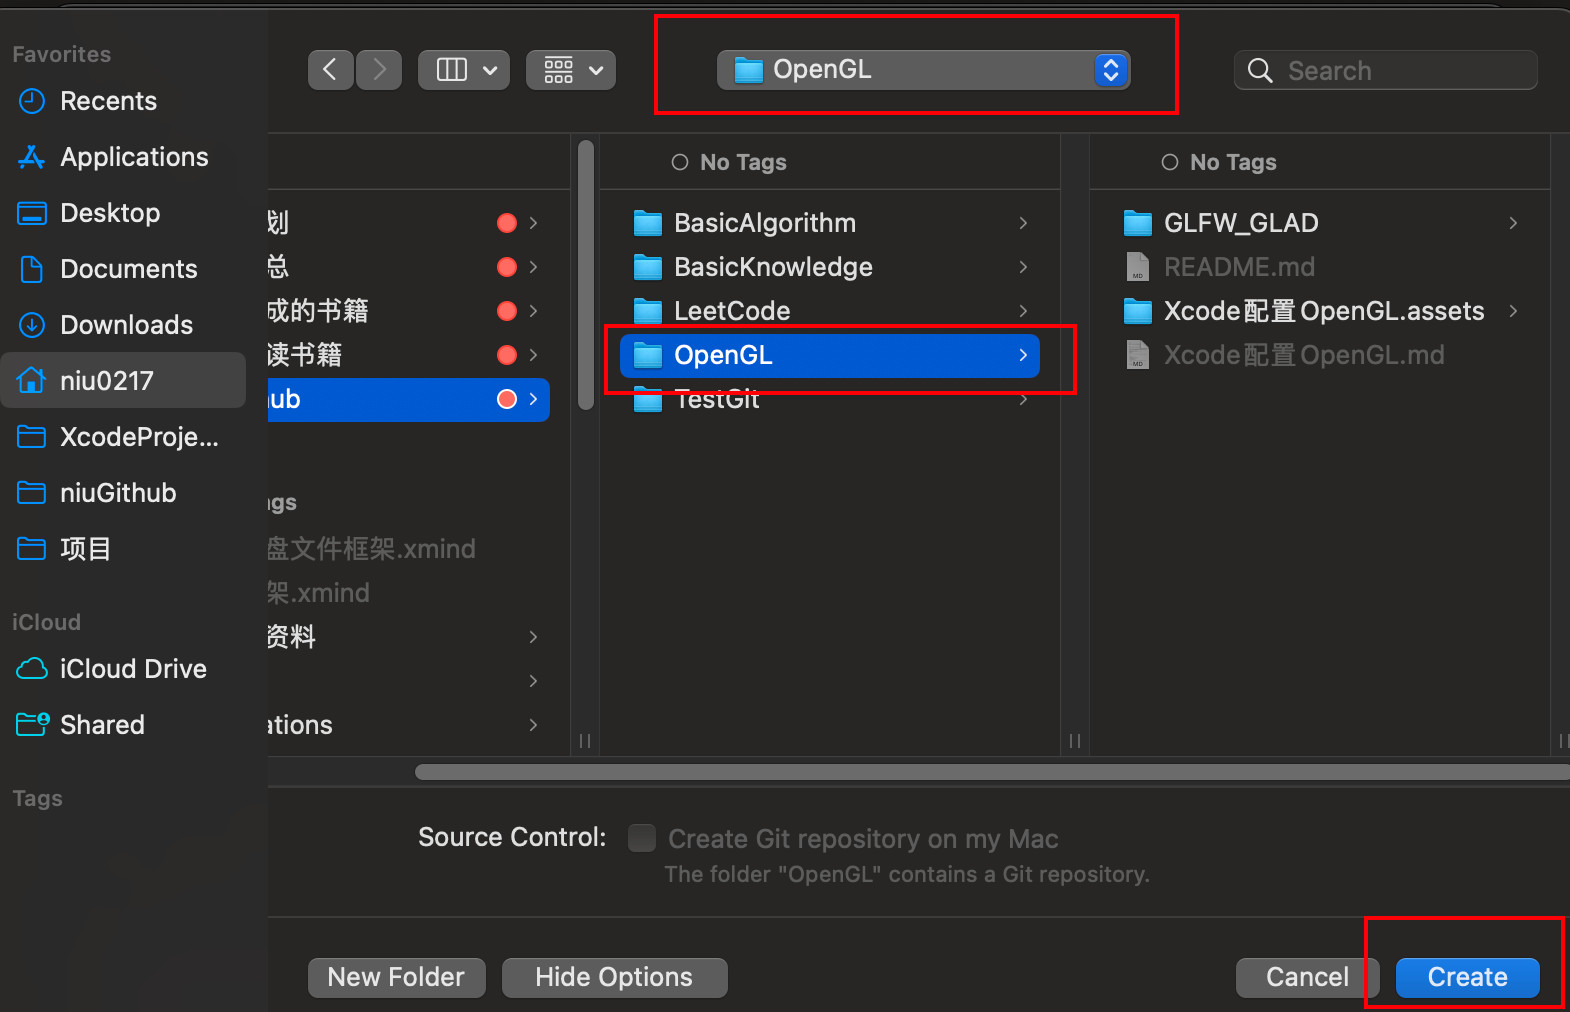 Favorites
Recents
Applications
Desktop
Documents
Downloads
niu0217
XcodeProje...
niuGithub
项目
iCloud
iCloud Drive
Shared
Tags
OpenGL
Search
划
总
成的书籍
读书籍
ub
gs
盘文件框架.xmind
架.xmind
资料
ations
No Tags
BasicAlgorithm
BasicKnowledge
LeetCode
OpenGL
TestGit
No Tags
GLFW_GLAD
README.md
Xcode配置OpenGL.assets
Xcode配置OpenGL.md
Source Control:
Create Git repository on my Mac
The folder "OpenGL" contains a Git repository.
New Folder
Hide Options
Cancel
Create